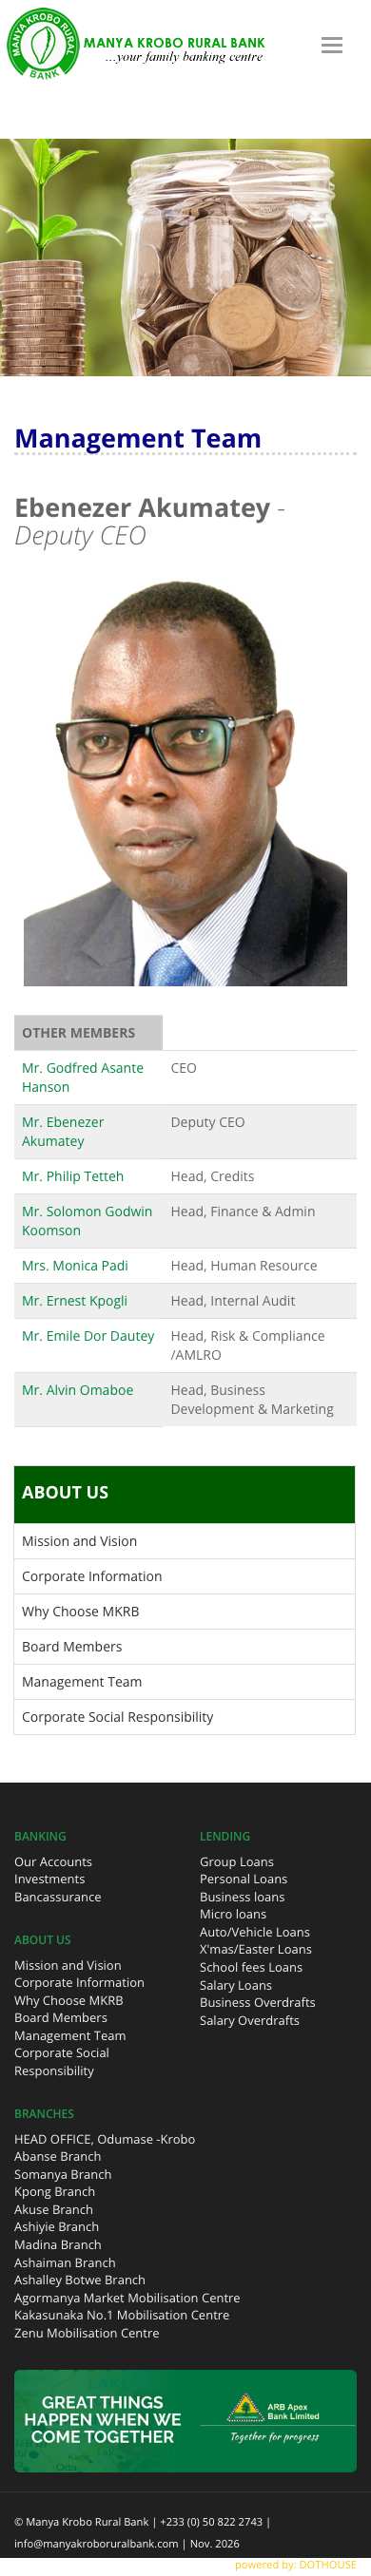 MANYA KROBO RURAL
BANK
MANYA KROBO RURAL BANK
...your family banking centre
Management Team
Ebenezer Akumatey -
Deputy CEO
OTHER MEMBERS
Mr. Godfred Asante Hanson CEO
Mr. Ebenezer Akumatey Deputy CEO
Mr. Philip Tetteh Head, Credits
Mr. Solomon Godwin Koomson Head, Finance & Admin
Mrs. Monica Padi Head, Human Resource
Mr. Ernest Kpogli Head, Internal Audit
Mr. Emile Dor Dautey Head, Risk & Compliance /AMLRO
Mr. Alvin Omaboe Head, Business Development & Marketing
ABOUT US
Mission and Vision
Corporate Information
Why Choose MKRB
Board Members
Management Team
Corporate Social Responsibility
BANKING
Our Accounts
Investments
Bancassurance
LENDING
Group Loans
Personal Loans
Business loans
Micro loans
Auto/Vehicle Loans
X'mas/Easter Loans
School fees Loans
Salary Loans
Business Overdrafts
Salary Overdrafts
ABOUT US
Mission and Vision
Corporate Information
Why Choose MKRB
Board Members
Management Team
Corporate Social
Responsibility
BRANCHES
HEAD OFFICE, Odumase -Krobo
Abanse Branch
Somanya Branch
Kpong Branch
Akuse Branch
Ashiyie Branch
Madina Branch
Ashaiman Branch
Ashalley Botwe Branch
Agormanya Market Mobilisation Centre
Kakasunaka No.1 Mobilisation Centre
Zenu Mobilisation Centre
GREAT THINGS
HAPPEN WHEN WE
COME TOGETHER
ARB Apex
Bank Limited
Together for progress
© Manya Krobo Rural Bank | +233 (0) 50 822 2743 |
info@manyakroboruralbank.com | Nov. 2026
powered by: DOTHOUSE